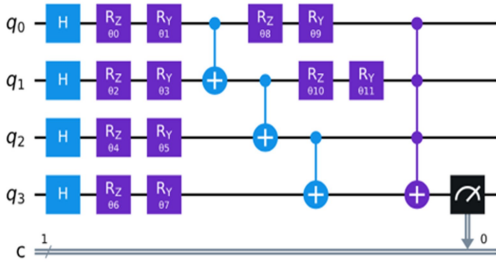 q0 H RZ θ0 RY θ1 RZ θ8 RY θ9
q1 H RZ θ2 RY θ3 + RZ θ10 RY θ11
q2 H RZ θ4 RY θ5 +
q3 H RZ θ6 RY θ7 + +
c 1 0